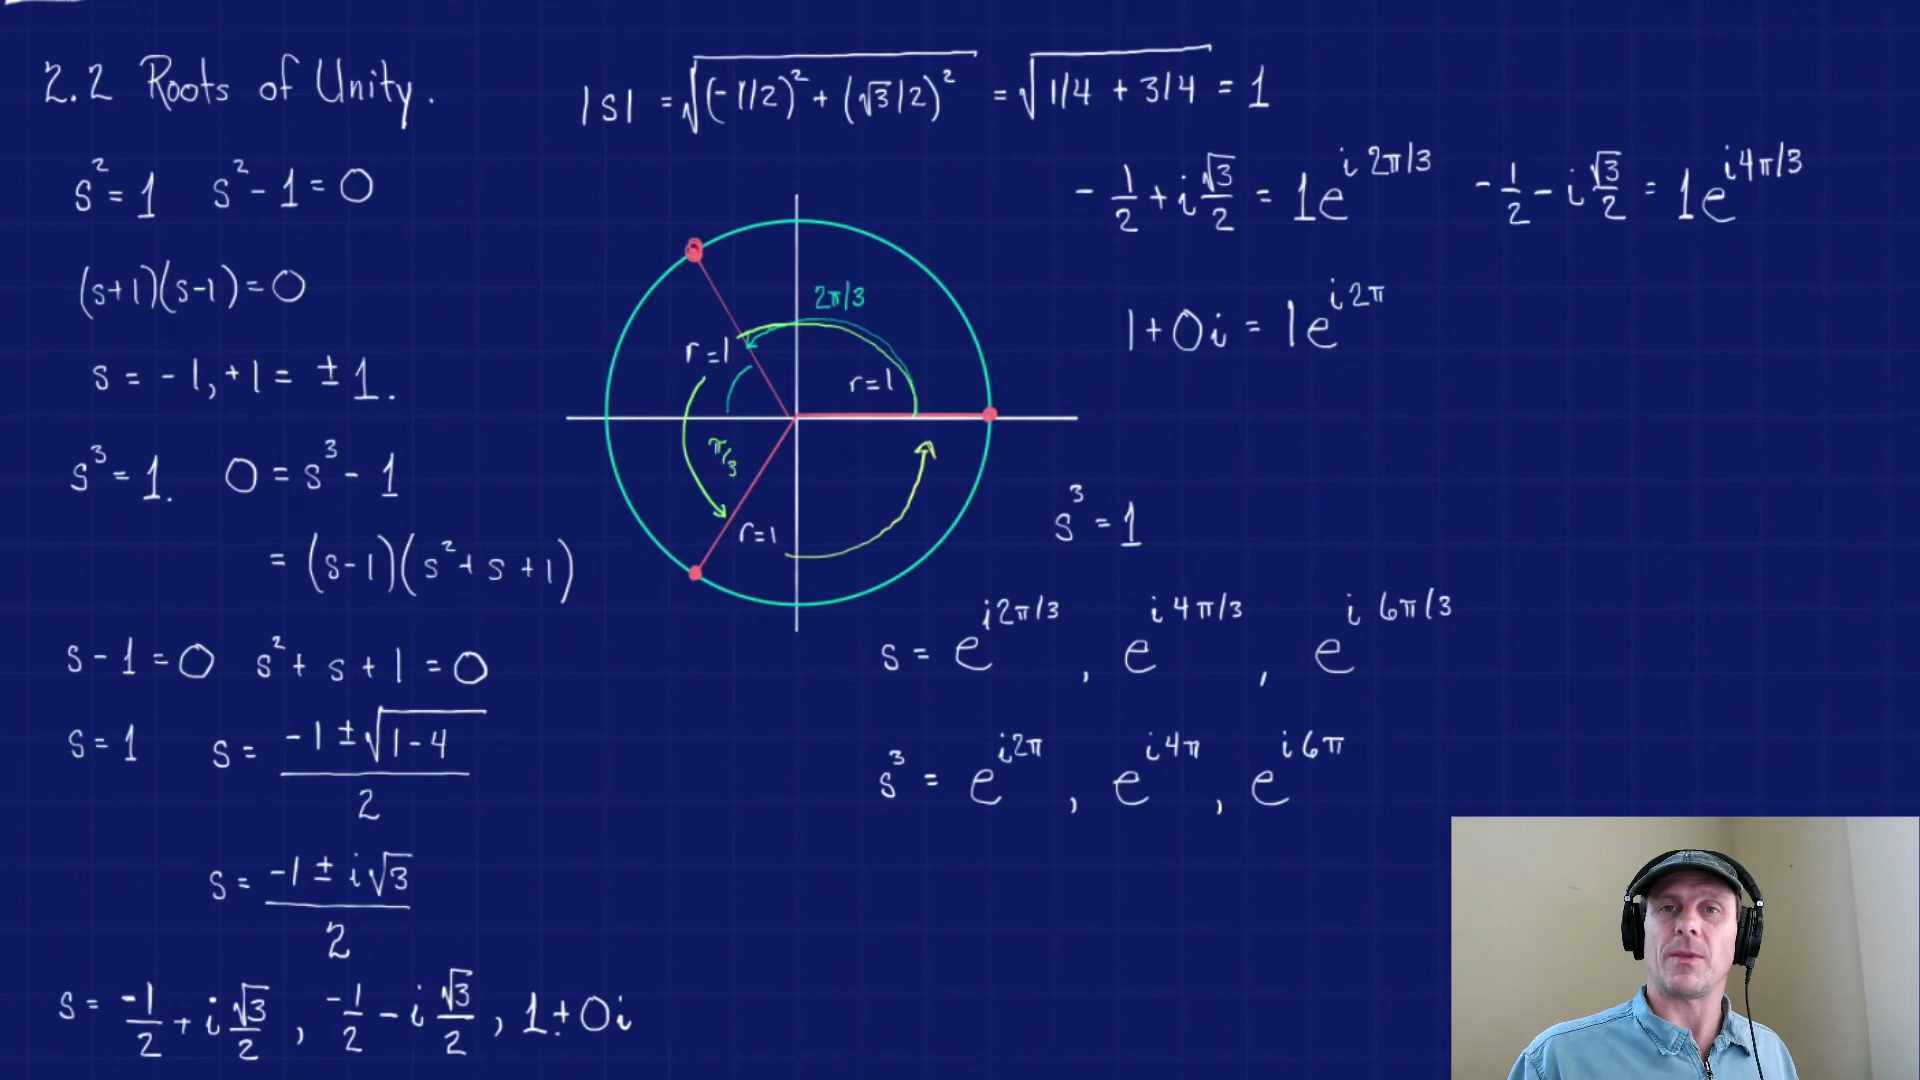 2.2 Roots of Unity.
|s| = √((-1/2)² + (√3/2)²) = √(1/4 + 3/4) = 1
s² = 1   s² - 1 = 0
(s+1)(s-1) = 0
s = -1, +1 = ± 1.
s³ = 1.   0 = s³ - 1
= (s-1)(s² + s + 1)
s - 1 = 0   s² + s + 1 = 0
s = 1   s = (-1 ± √(1-4))/2
s = (-1 ± i√3)/2
s = -1/2 + i √3/2 , -1/2 - i √3/2 , 1 + 0i
2π/3
r=1
r=1
π/3
r=1
-1/2 + i √3/2 = 1e^(i 2π/3)   -1/2 - i √3/2 = 1e^(i4π/3)
1 + 0i = 1e^(i2π)
s³ = 1
s = e^(i2π/3) , e^(i4π/3) , e^(i 6π/3)
s³ = e^(i2π) , e^(i4π) , e^(i6π)